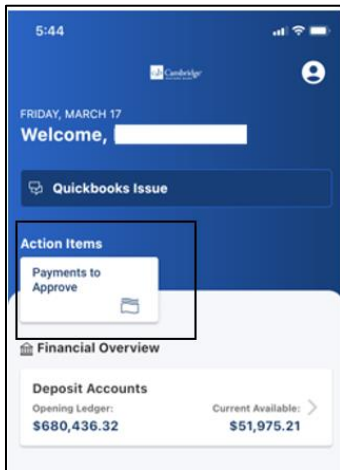 5:44
Cambridge
FRIDAY, MARCH 17
Welcome,
Quickbooks Issue
Action Items
Payments to
Approve
Financial Overview
Deposit Accounts
Opening Ledger: Current Available:
$680,436.32 $51,975.21